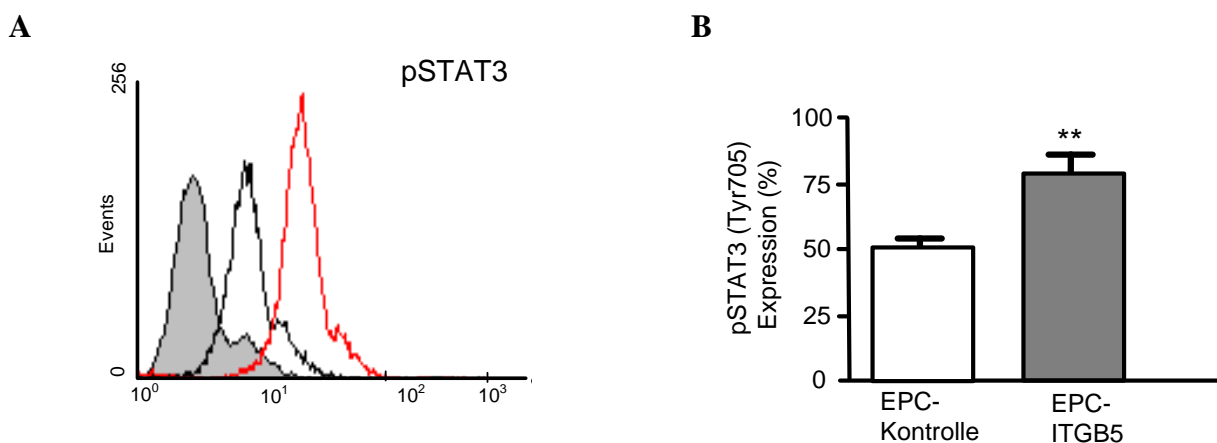 A
pSTAT3
256
Events
0
10⁰
10¹
10²
10³
B
pSTAT3 (Tyr705)
Expression (%)
100
75
50
25
0
**
EPC-
Kontrolle
EPC-
ITGB5